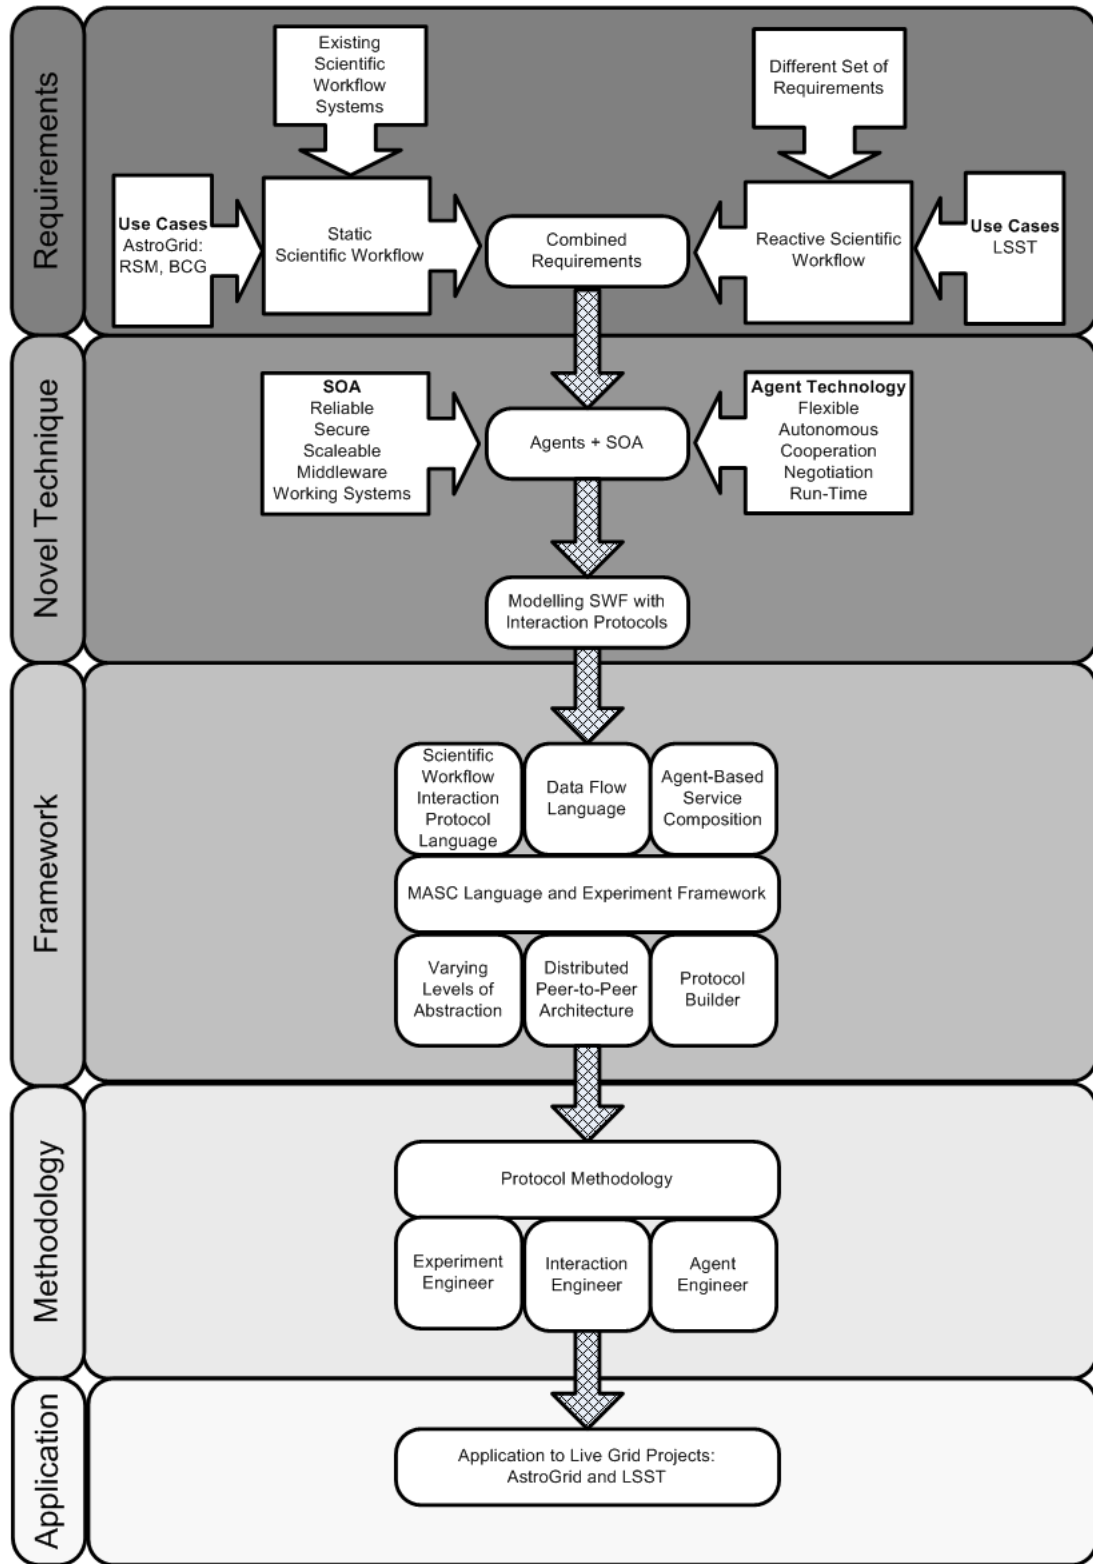 Requirements
Existing
Scientific
Workflow
Systems
Different Set of
Requirements
Use Cases
AstroGrid:
RSM, BCG
Static
Scientific Workflow
Combined
Requirements
Reactive Scientific
Workflow
Use Cases
LSST
Novel Technique
SOA
Reliable
Secure
Scaleable
Middleware
Working Systems
Agents + SOA
Agent Technology
Flexible
Autonomous
Cooperation
Negotiation
Run-Time
Modelling SWF with
Interaction Protocols
Framework
Scientific
Workflow
Interaction
Protocol
Language
Data Flow
Language
Agent-Based
Service
Composition
MASC Language and Experiment Framework
Varying
Levels of
Abstraction
Distributed
Peer-to-Peer
Architecture
Protocol
Builder
Methodology
Protocol Methodology
Experiment
Engineer
Interaction
Engineer
Agent
Engineer
Application
Application to Live Grid Projects:
AstroGrid and LSST